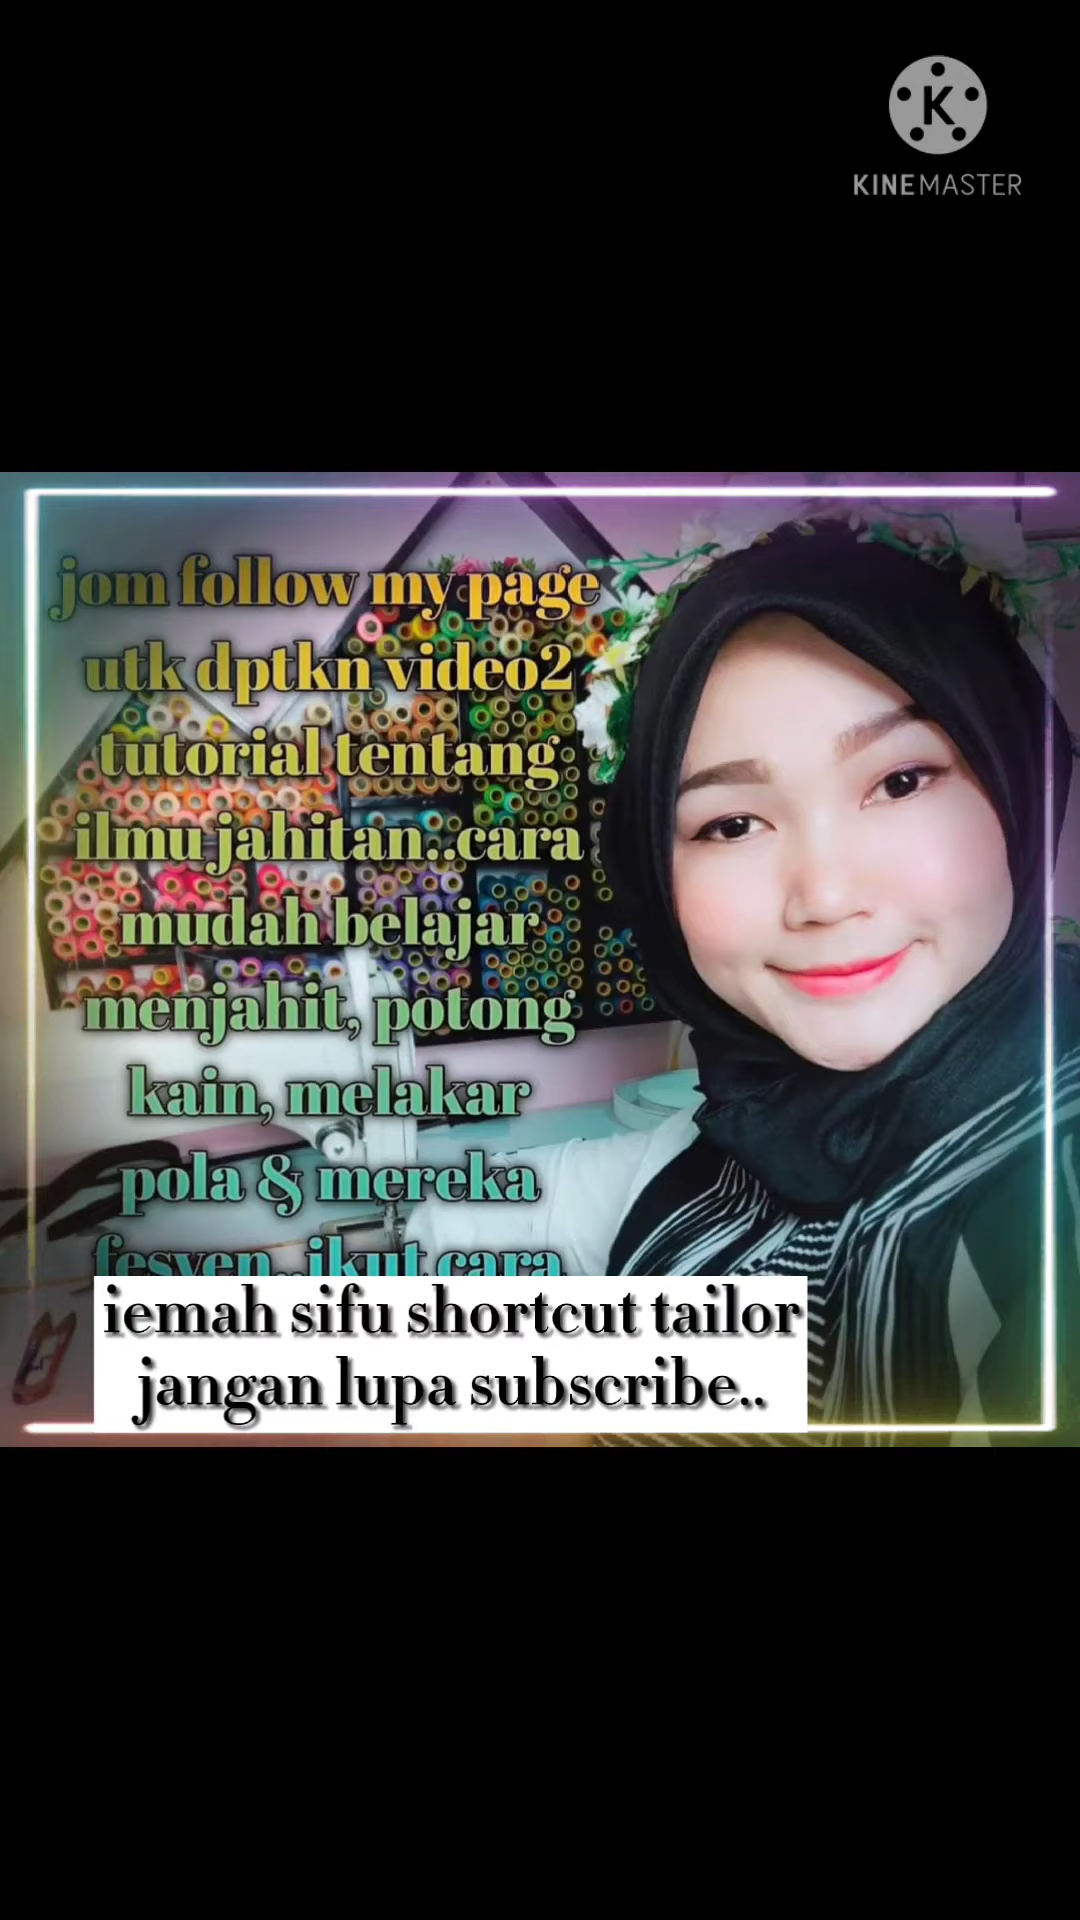 KINEMASTER
jom follow my page
utk dptkn video2
tutorial tentang
ilmu jahitan..cara
mudah belajar
menjahit, potong
kain, melakar
pola & mereka
fesyen..ikut cara
iemah sifu shortcut tailor
jangan lupa subscribe..